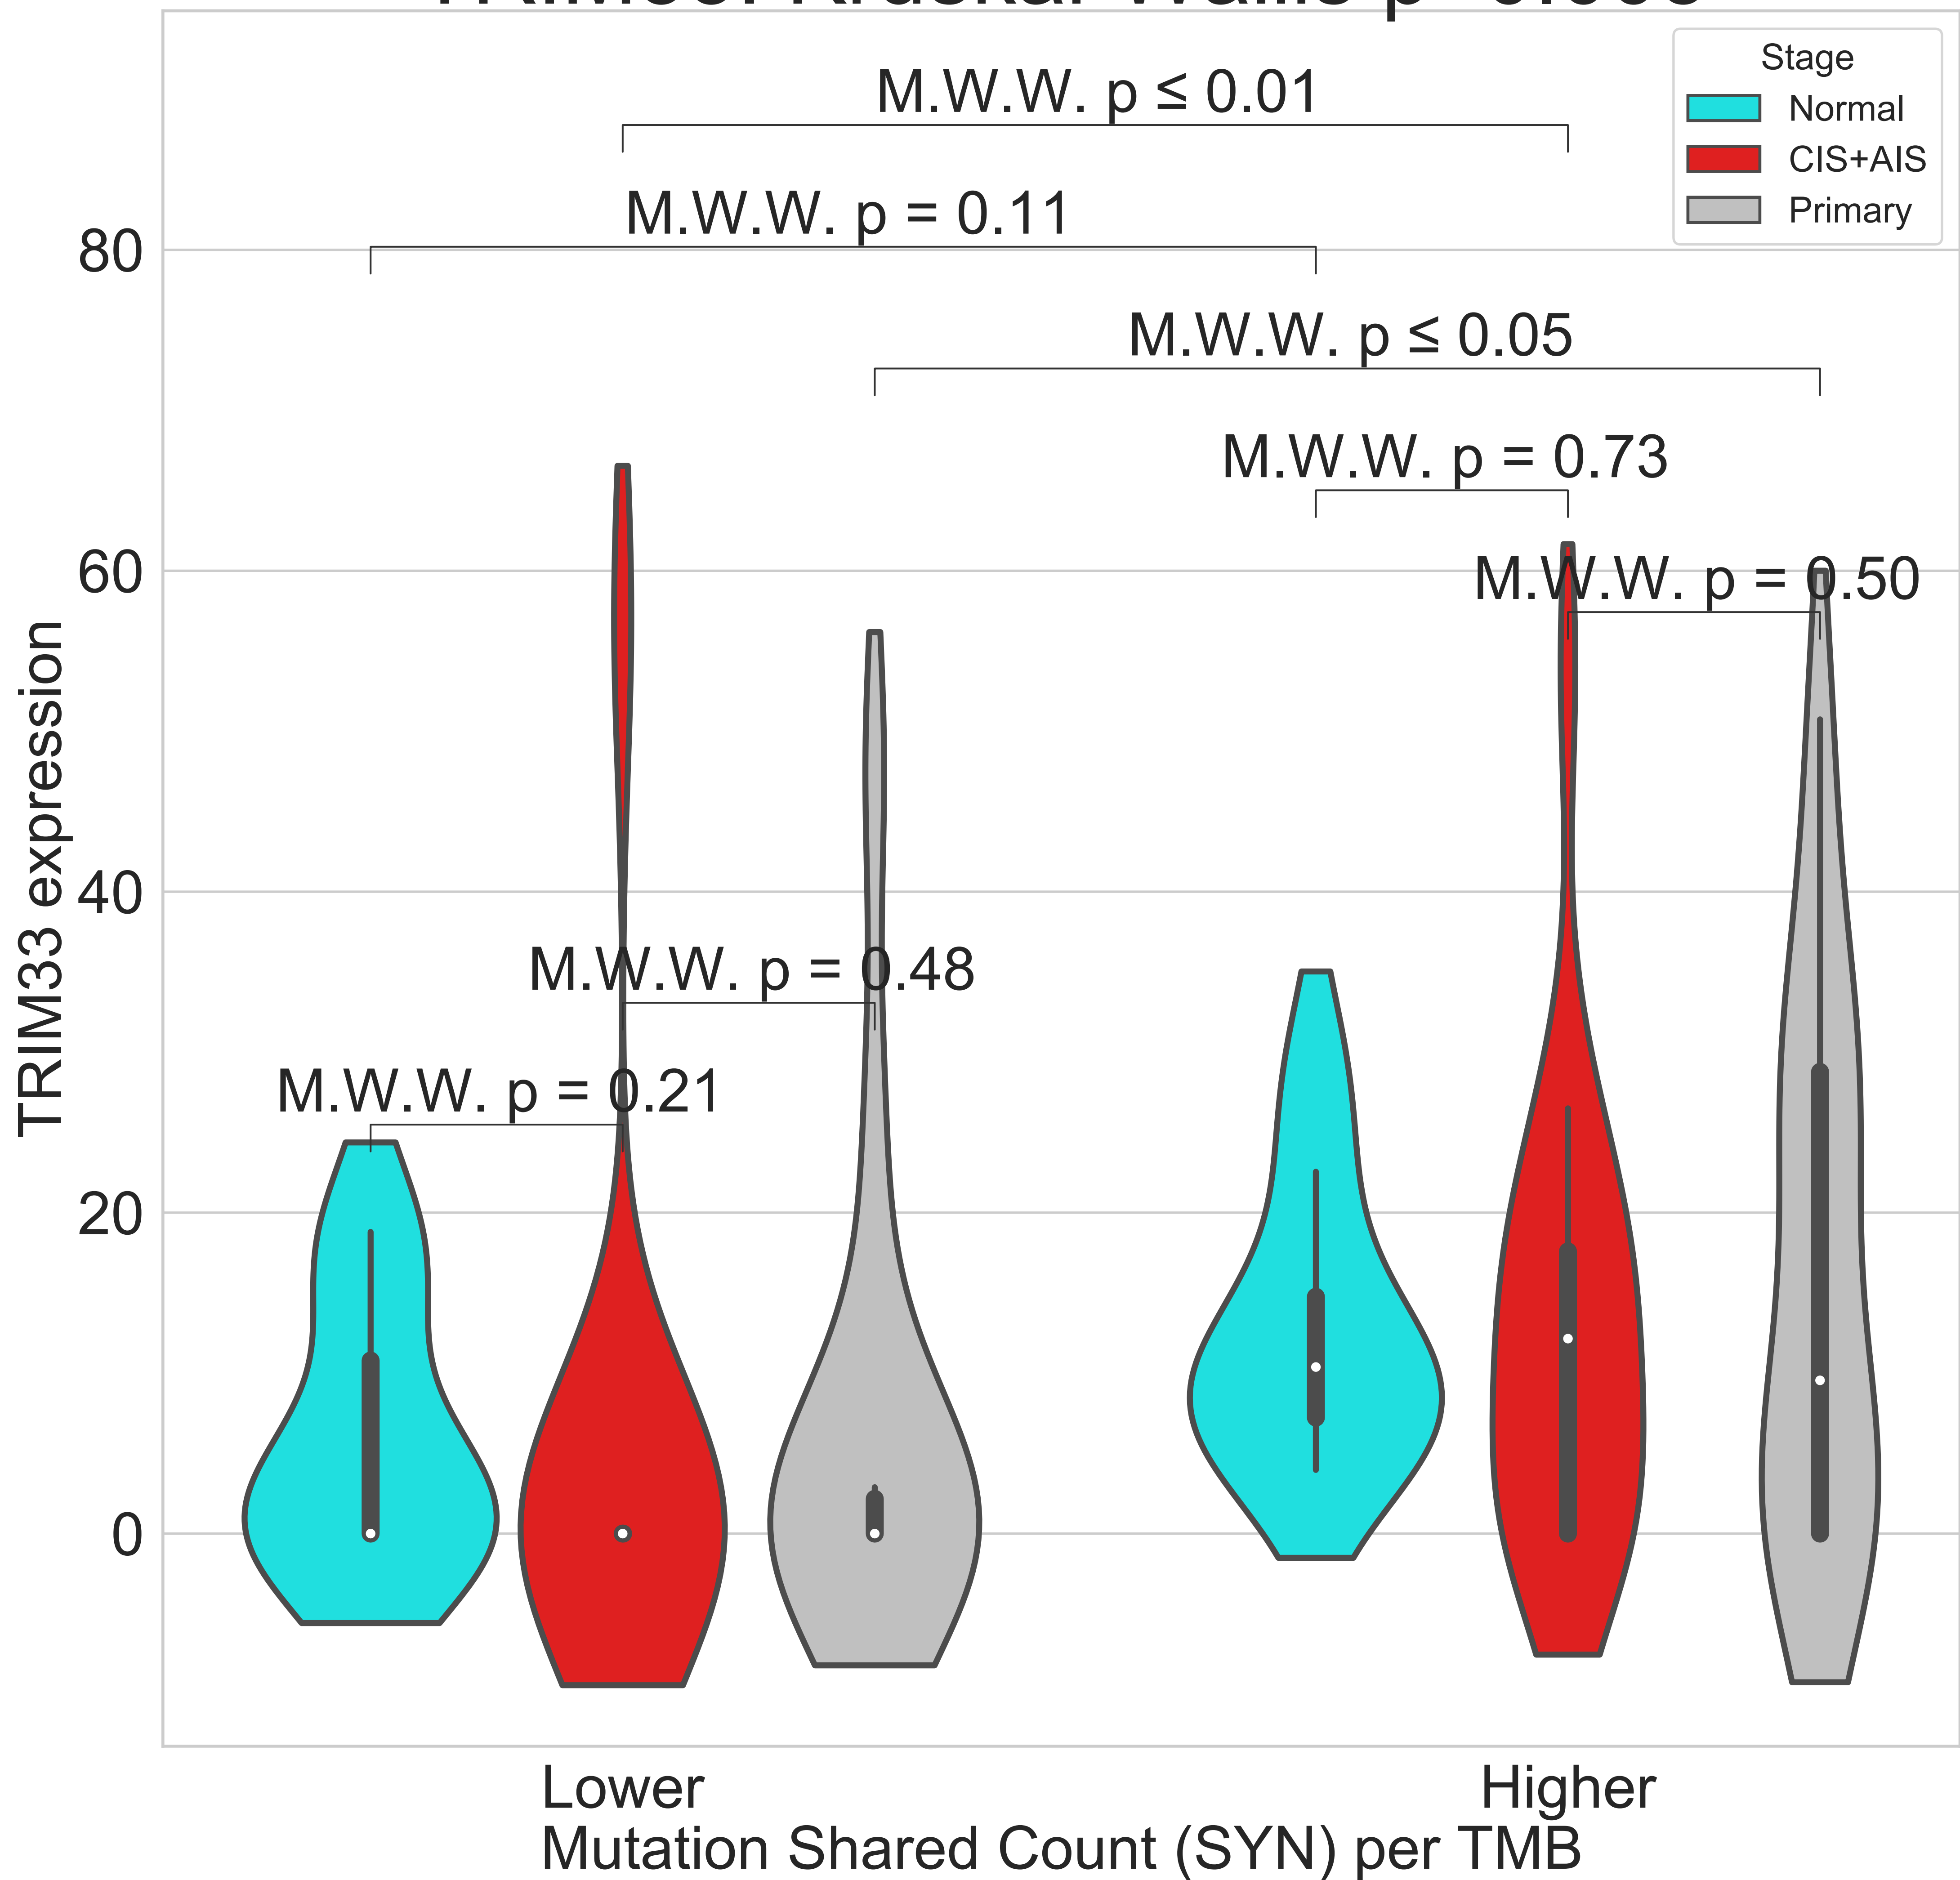 Stage
Normal
CIS+AIS
Primary
M.W.W. p ≤ 0.01
M.W.W. p = 0.11
M.W.W. p ≤ 0.05
M.W.W. p = 0.73
M.W.W. p = 0.50
M.W.W. p = 0.48
M.W.W. p = 0.21
80
60
40
20
0
TRIM33 expression
Lower
Higher
Mutation Shared Count (SYN) per TMB